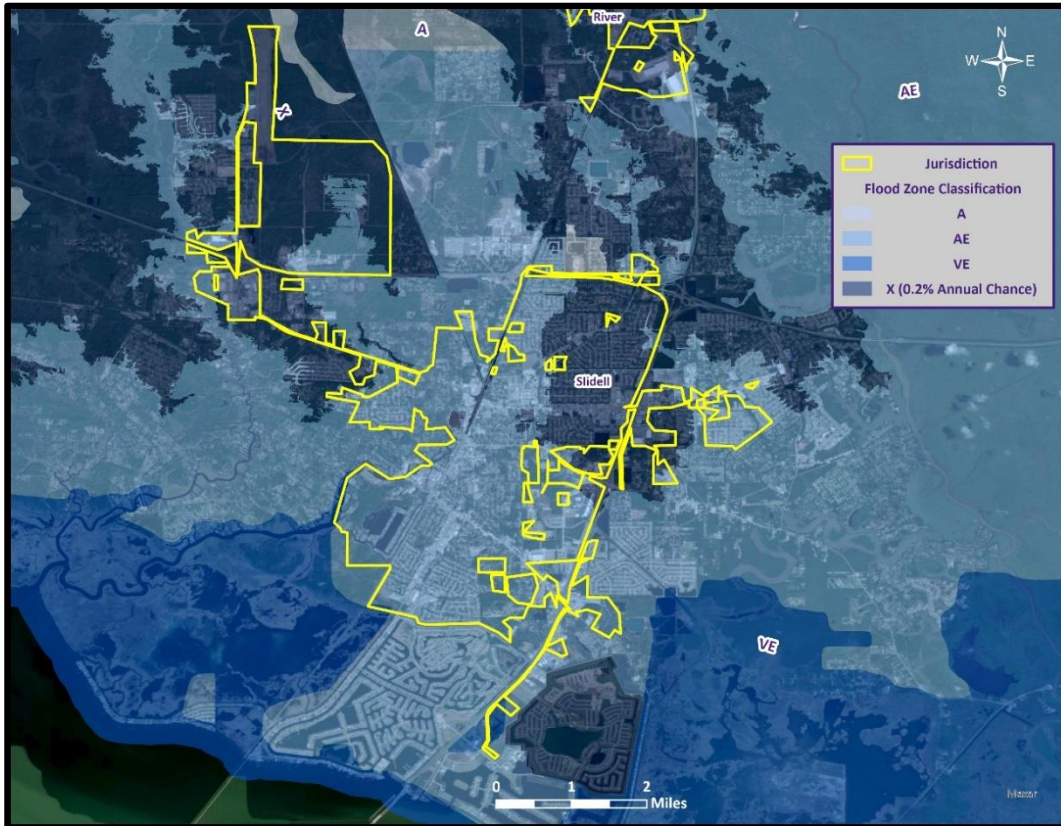 River
A
N
W E
S
AE
X
Jurisdiction
Flood Zone Classification
A
AE
VE
X (0.2% Annual Chance)
Slidell
VE
0 1 2
Miles
Maxar